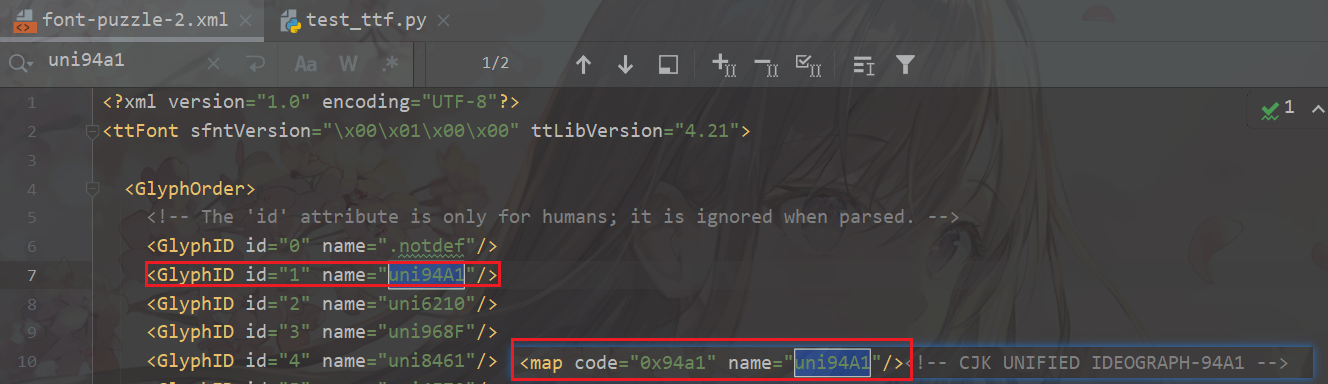 font-puzzle-2.xml × test_ttf.py ×
uni94a1 × Aa W .* 1/2
1 <?xml version="1.0" encoding="UTF-8"?> 1
2 <ttFont sfntVersion="\x00\x01\x00\x00" ttLibVersion="4.21">
3
4 <GlyphOrder>
5 <!-- The 'id' attribute is only for humans; it is ignored when parsed. -->
6 <GlyphID id="0" name=".notdef"/>
7 <GlyphID id="1" name="uni94A1"/>
8 <GlyphID id="2" name="uni6210"/>
9 <GlyphID id="3" name="uni968F"/>
10 <GlyphID id="4" name="uni8461"/> <map code="0x94a1" name="uni94A1"/><!-- CJK UNIFIED IDEOGRAPH-94A1 -->